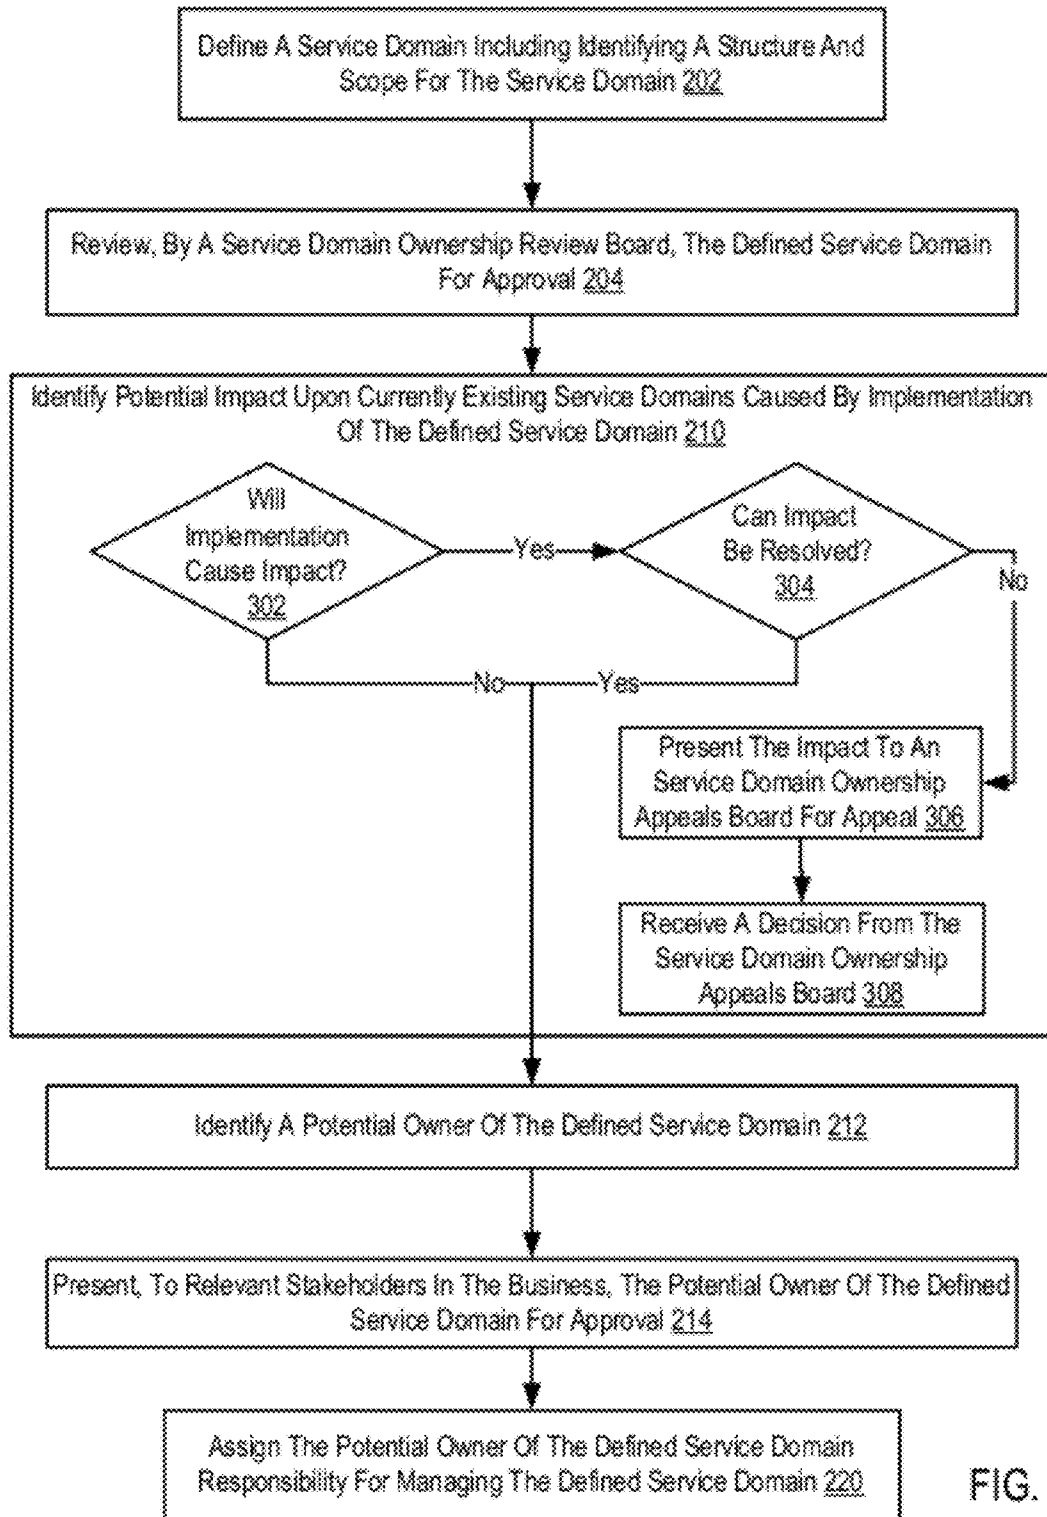 Define A Service Domain Including Identifying A Structure And
Scope For The Service Domain 202
Review, By A Service Domain Ownership Review Board, The Defined Service Domain
For Approval 204
Identify Potential Impact Upon Currently Existing Service Domains Caused By Implementation
Of The Defined Service Domain 210
Will
Implementation
Cause Impact?
302
Yes
Can Impact
Be Resolved?
304
No
No
Yes
Present The Impact To An
Service Domain Ownership
Appeals Board For Appeal 306
Receive A Decision From The
Service Domain Ownership
Appeals Board 308
Identify A Potential Owner Of The Defined Service Domain 212
Present, To Relevant Stakeholders In The Business, The Potential Owner Of The Defined
Service Domain For Approval 214
Assign The Potential Owner Of The Defined Service Domain
Responsibility For Managing The Defined Service Domain 220
FIG.